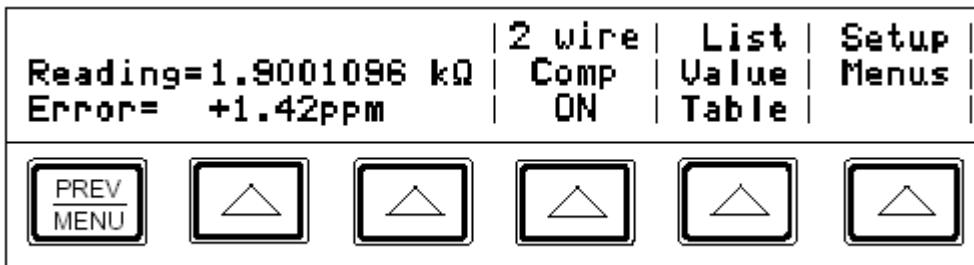 |2 wire| List | Setup |
Reading=1.9001096 kΩ | Comp | Value | Menus |
Error= +1.42ppm | ON | Table |
PREV
MENU